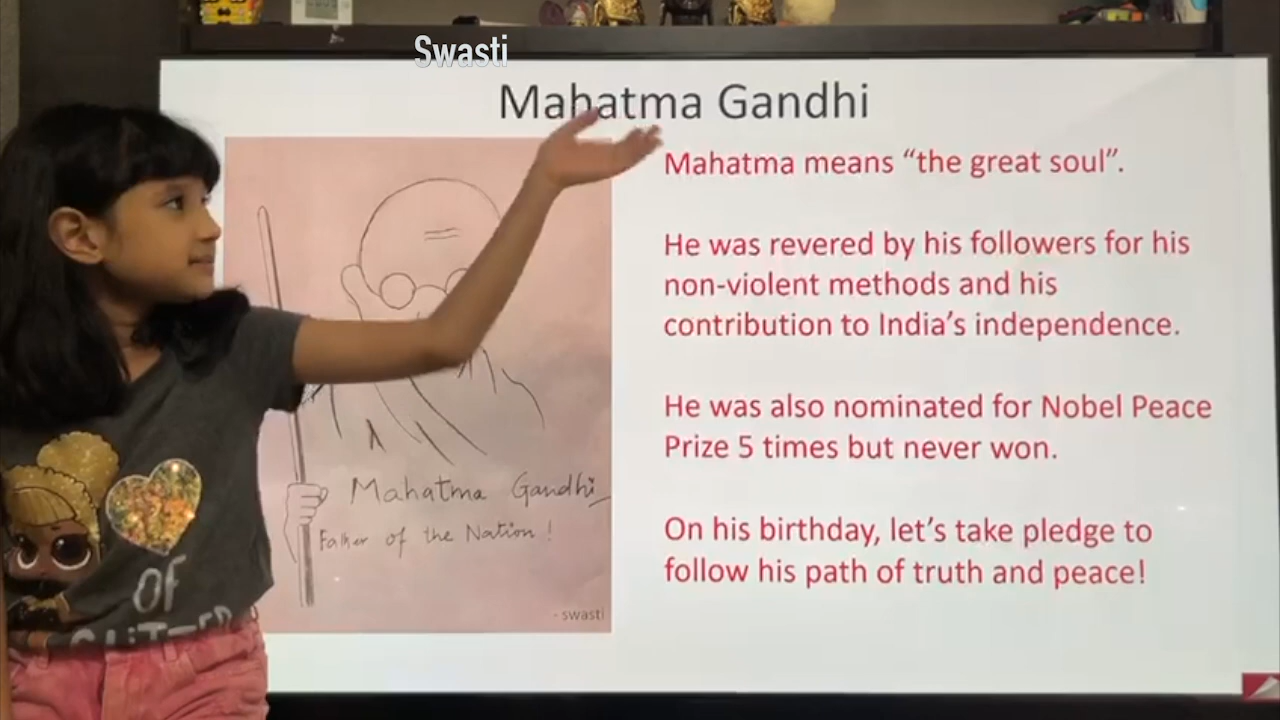 Swasti
Mahatma Gandhi
Mahatma means “the great soul”.
He was revered by his followers for his
non-violent methods and his
contribution to India’s independence.
He was also nominated for Nobel Peace
Prize 5 times but never won.
On his birthday, let’s take pledge to
follow his path of truth and peace!
Mahatma Gandhi
Father of the Nation!
- swasti
OF
GLITTER